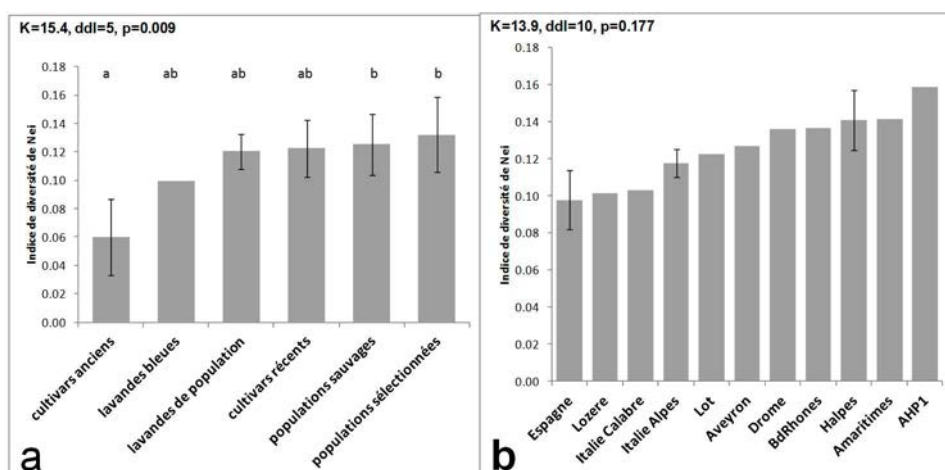 K=15.4, ddl=5, p=0.009
a ab ab ab b b
Indice de diversité de Nei
0.18
0.16
0.14
0.12
0.10
0.08
0.06
0.04
0.02
0.00
cultivars anciens
lavandes bleues
lavandes de population
cultivars récents
populations sauvages
populations sélectionnées
a
K=13.9, ddl=10, p=0.177
Indice de diversité de Nei
0.18
0.16
0.14
0.12
0.10
0.08
0.06
0.04
0.02
0.00
Espagne
Lozere
Italie Calabre
Italie Alpes
Lot
Aveyron
Drome
BdRhones
Halpes
Amaritimes
AHP1
b